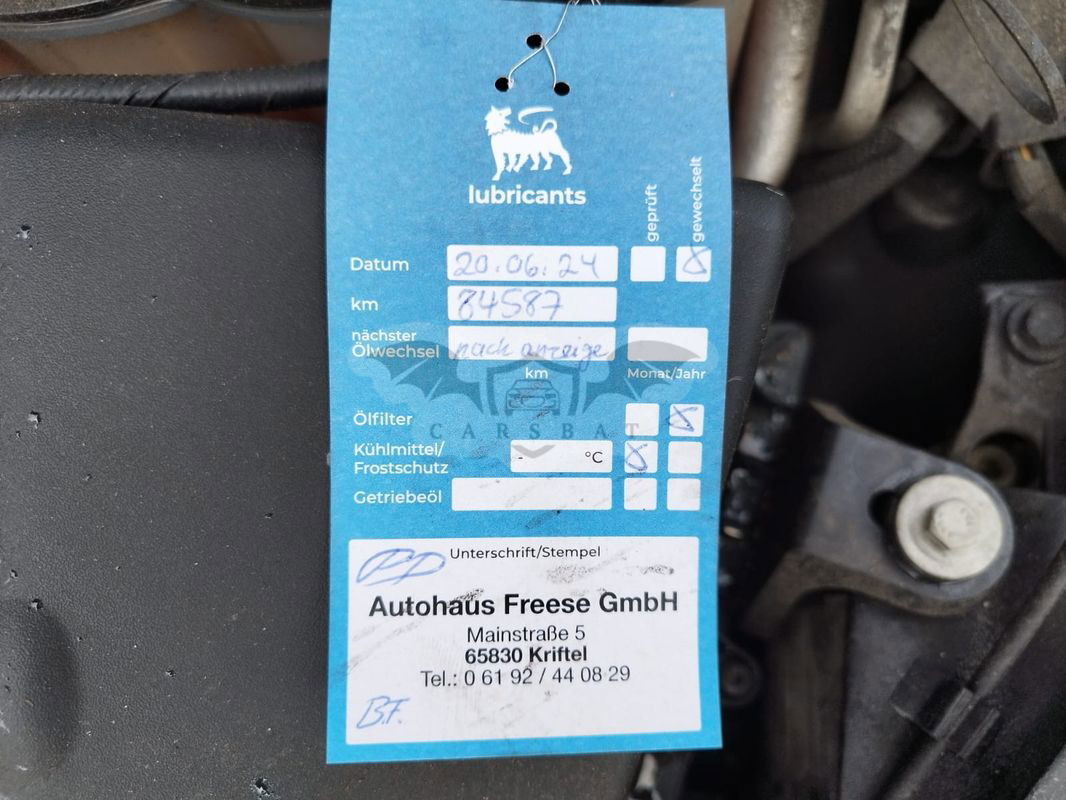 lubricants
geprüft
gewechselt
Datum 20.06.24
km 84587
nächster
Ölwechsel nach anzeige
km Monat/Jahr
Ölfilter
CARSBAT
Kühlmittel/
Frostschutz - °C
Getriebeöl
Unterschrift/Stempel
Autohaus Freese GmbH
Mainstraße 5
65830 Kriftel
Tel.: 0 61 92 / 44 08 29
B.F.